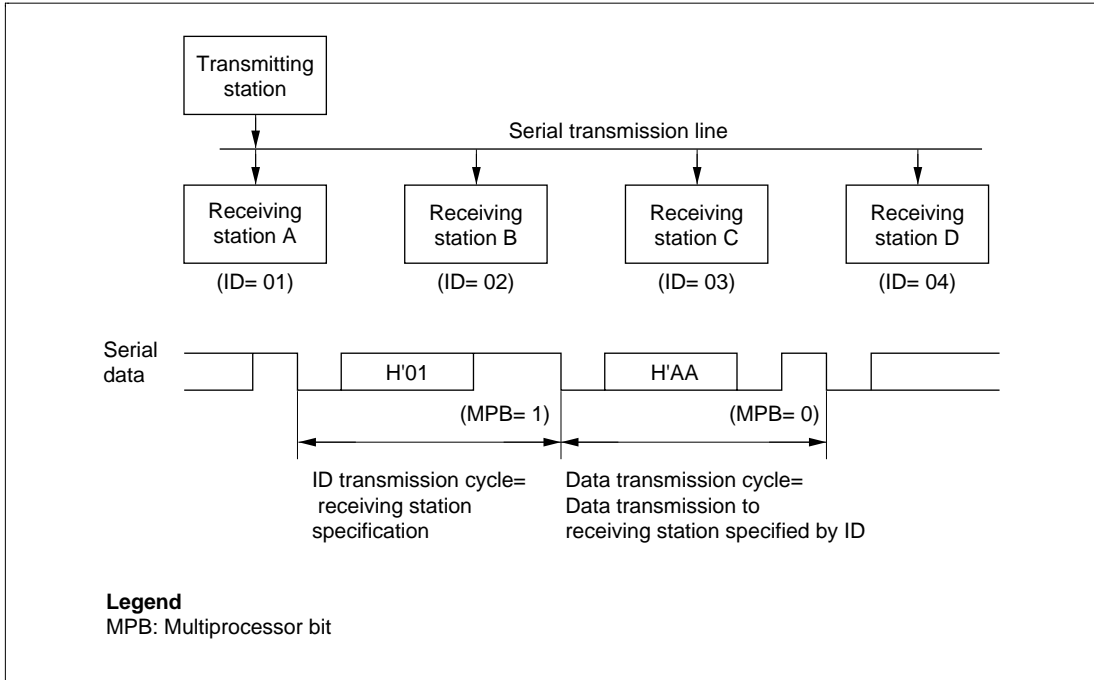 Transmitting
station
Serial transmission line
Receiving
station A
Receiving
station B
Receiving
station C
Receiving
station D
(ID= 01)
(ID= 02)
(ID= 03)
(ID= 04)
Serial
data
H'01
H'AA
(MPB= 1)
(MPB= 0)
ID transmission cycle=
receiving station
specification
Data transmission cycle=
Data transmission to
receiving station specified by ID
Legend
MPB: Multiprocessor bit